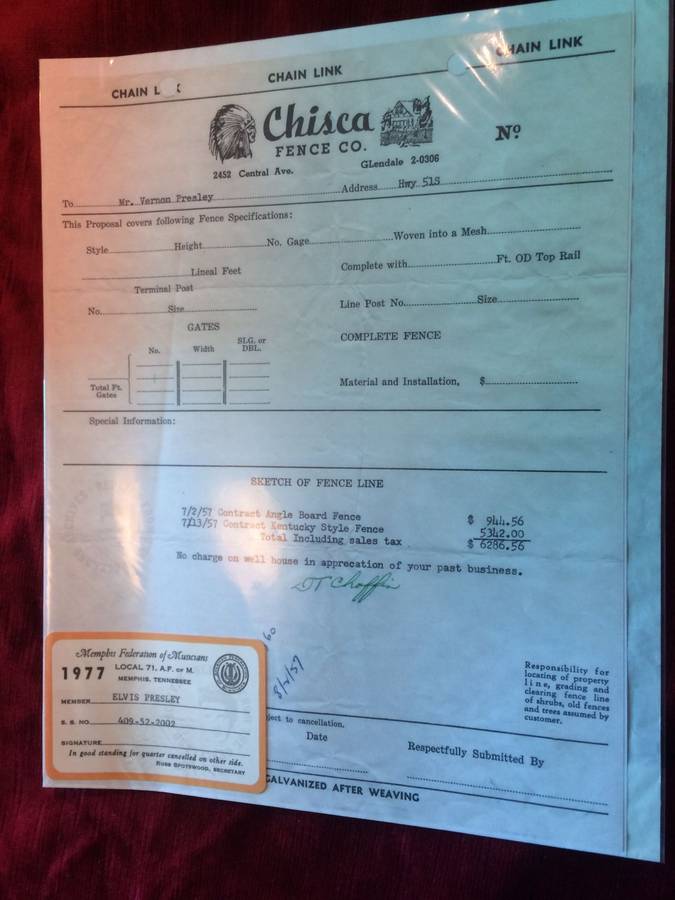 CHAIN LINK
CHAIN LINK
CHAIN LINK
Chisca
FENCE CO.
2452 Central Ave.
GLendale 2-0306
Nº
To Mr. Vernon Presley Address Hwy 515
This Proposal covers following Fence Specifications:
Style Height No. Gage Woven into a Mesh
Lineal Feet Complete with Ft. OD Top Rail
Terminal Post
No. Size Line Post No. Size
GATES
COMPLETE FENCE
No. Width SLG. or DBL.
Total Ft. Gates
Material and Installation, $
Special Information:
SKETCH OF FENCE LINE
7/2/57 Contract Angle Board Fence $ 944.56
7/13/57 Contract Kentucky Style Fence 5342.00
Total Including sales tax $ 6286.56
No charge on well house in apprecation of your past business.
DT Chaffin
60
Responsibility for
locating of property
line, grading and
clearing fence line
of shrubs, old fences
and trees assumed by
customer.
ject to cancellation.
Date
Respectfully Submitted By
GALVANIZED AFTER WEAVING
Memphis Federation of Musicians
1977 LOCAL 71, A.F. OF M.
MEMPHIS, TENNESSEE
MEMBER ELVIS PRESLEY
S. S. NO. 409-52-2002
SIGNATURE
In good standing for quarter cancelled on other side.
RUSS SPOTSWOOD, SECRETARY